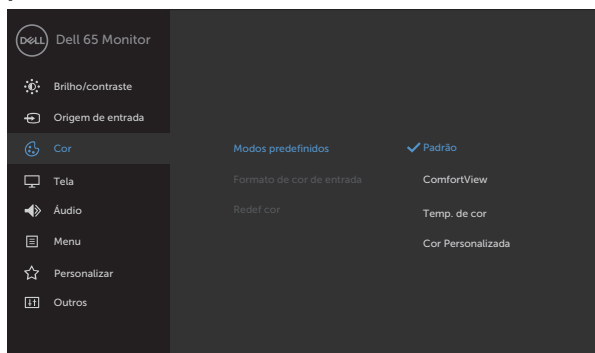 DELL
Dell 65 Monitor
Brilho/contraste
Origem de entrada
Cor
Modos predefinidos
Padrão
Tela
Formato de cor de entrada
ComfortView
Áudio
Redef cor
Temp. de cor
Menu
Cor Personalizada
Personalizar
Outros